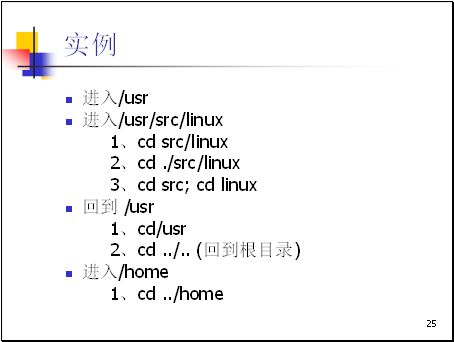 实例
进入/usr
进入/usr/src/linux
1、cd src/linux
2、cd ./src/linux
3、cd src; cd linux
回到 /usr
1、cd/usr
2、cd ../.. (回到根目录)
进入/home
1、cd ../home
25